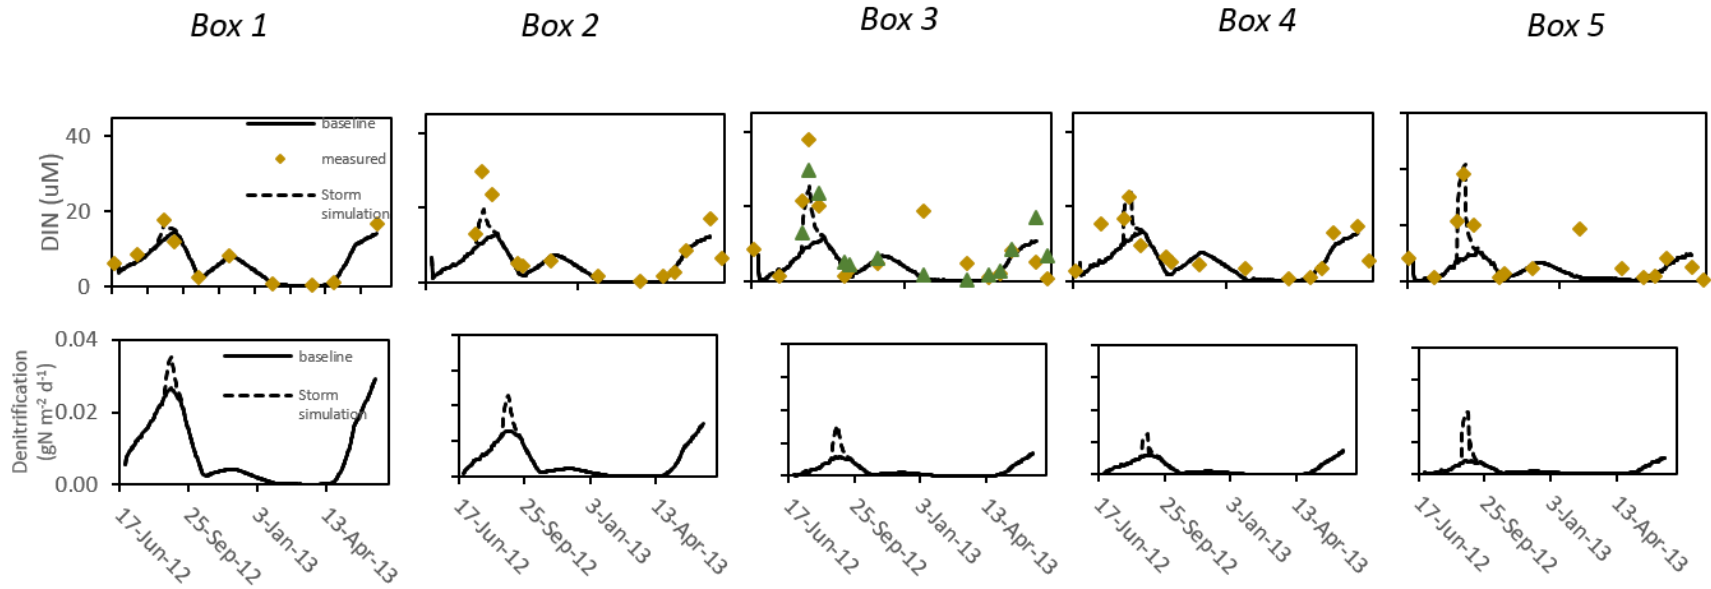 Box 1
Box 2
Box 3
Box 4
Box 5
DIN (uM)
40
20
0
baseline
measured
Storm
simulation
Denitrification
(gN m-2 d-1)
0.04
0.02
0.00
baseline
Storm
simulation
17-Jun-12
25-Sep-12
3-Jan-13
13-Apr-13
17-Jun-12
25-Sep-12
3-Jan-13
13-Apr-13
17-Jun-12
25-Sep-12
3-Jan-13
13-Apr-13
17-Jun-12
25-Sep-12
3-Jan-13
13-Apr-13
17-Jun-12
25-Sep-12
3-Jan-13
13-Apr-13